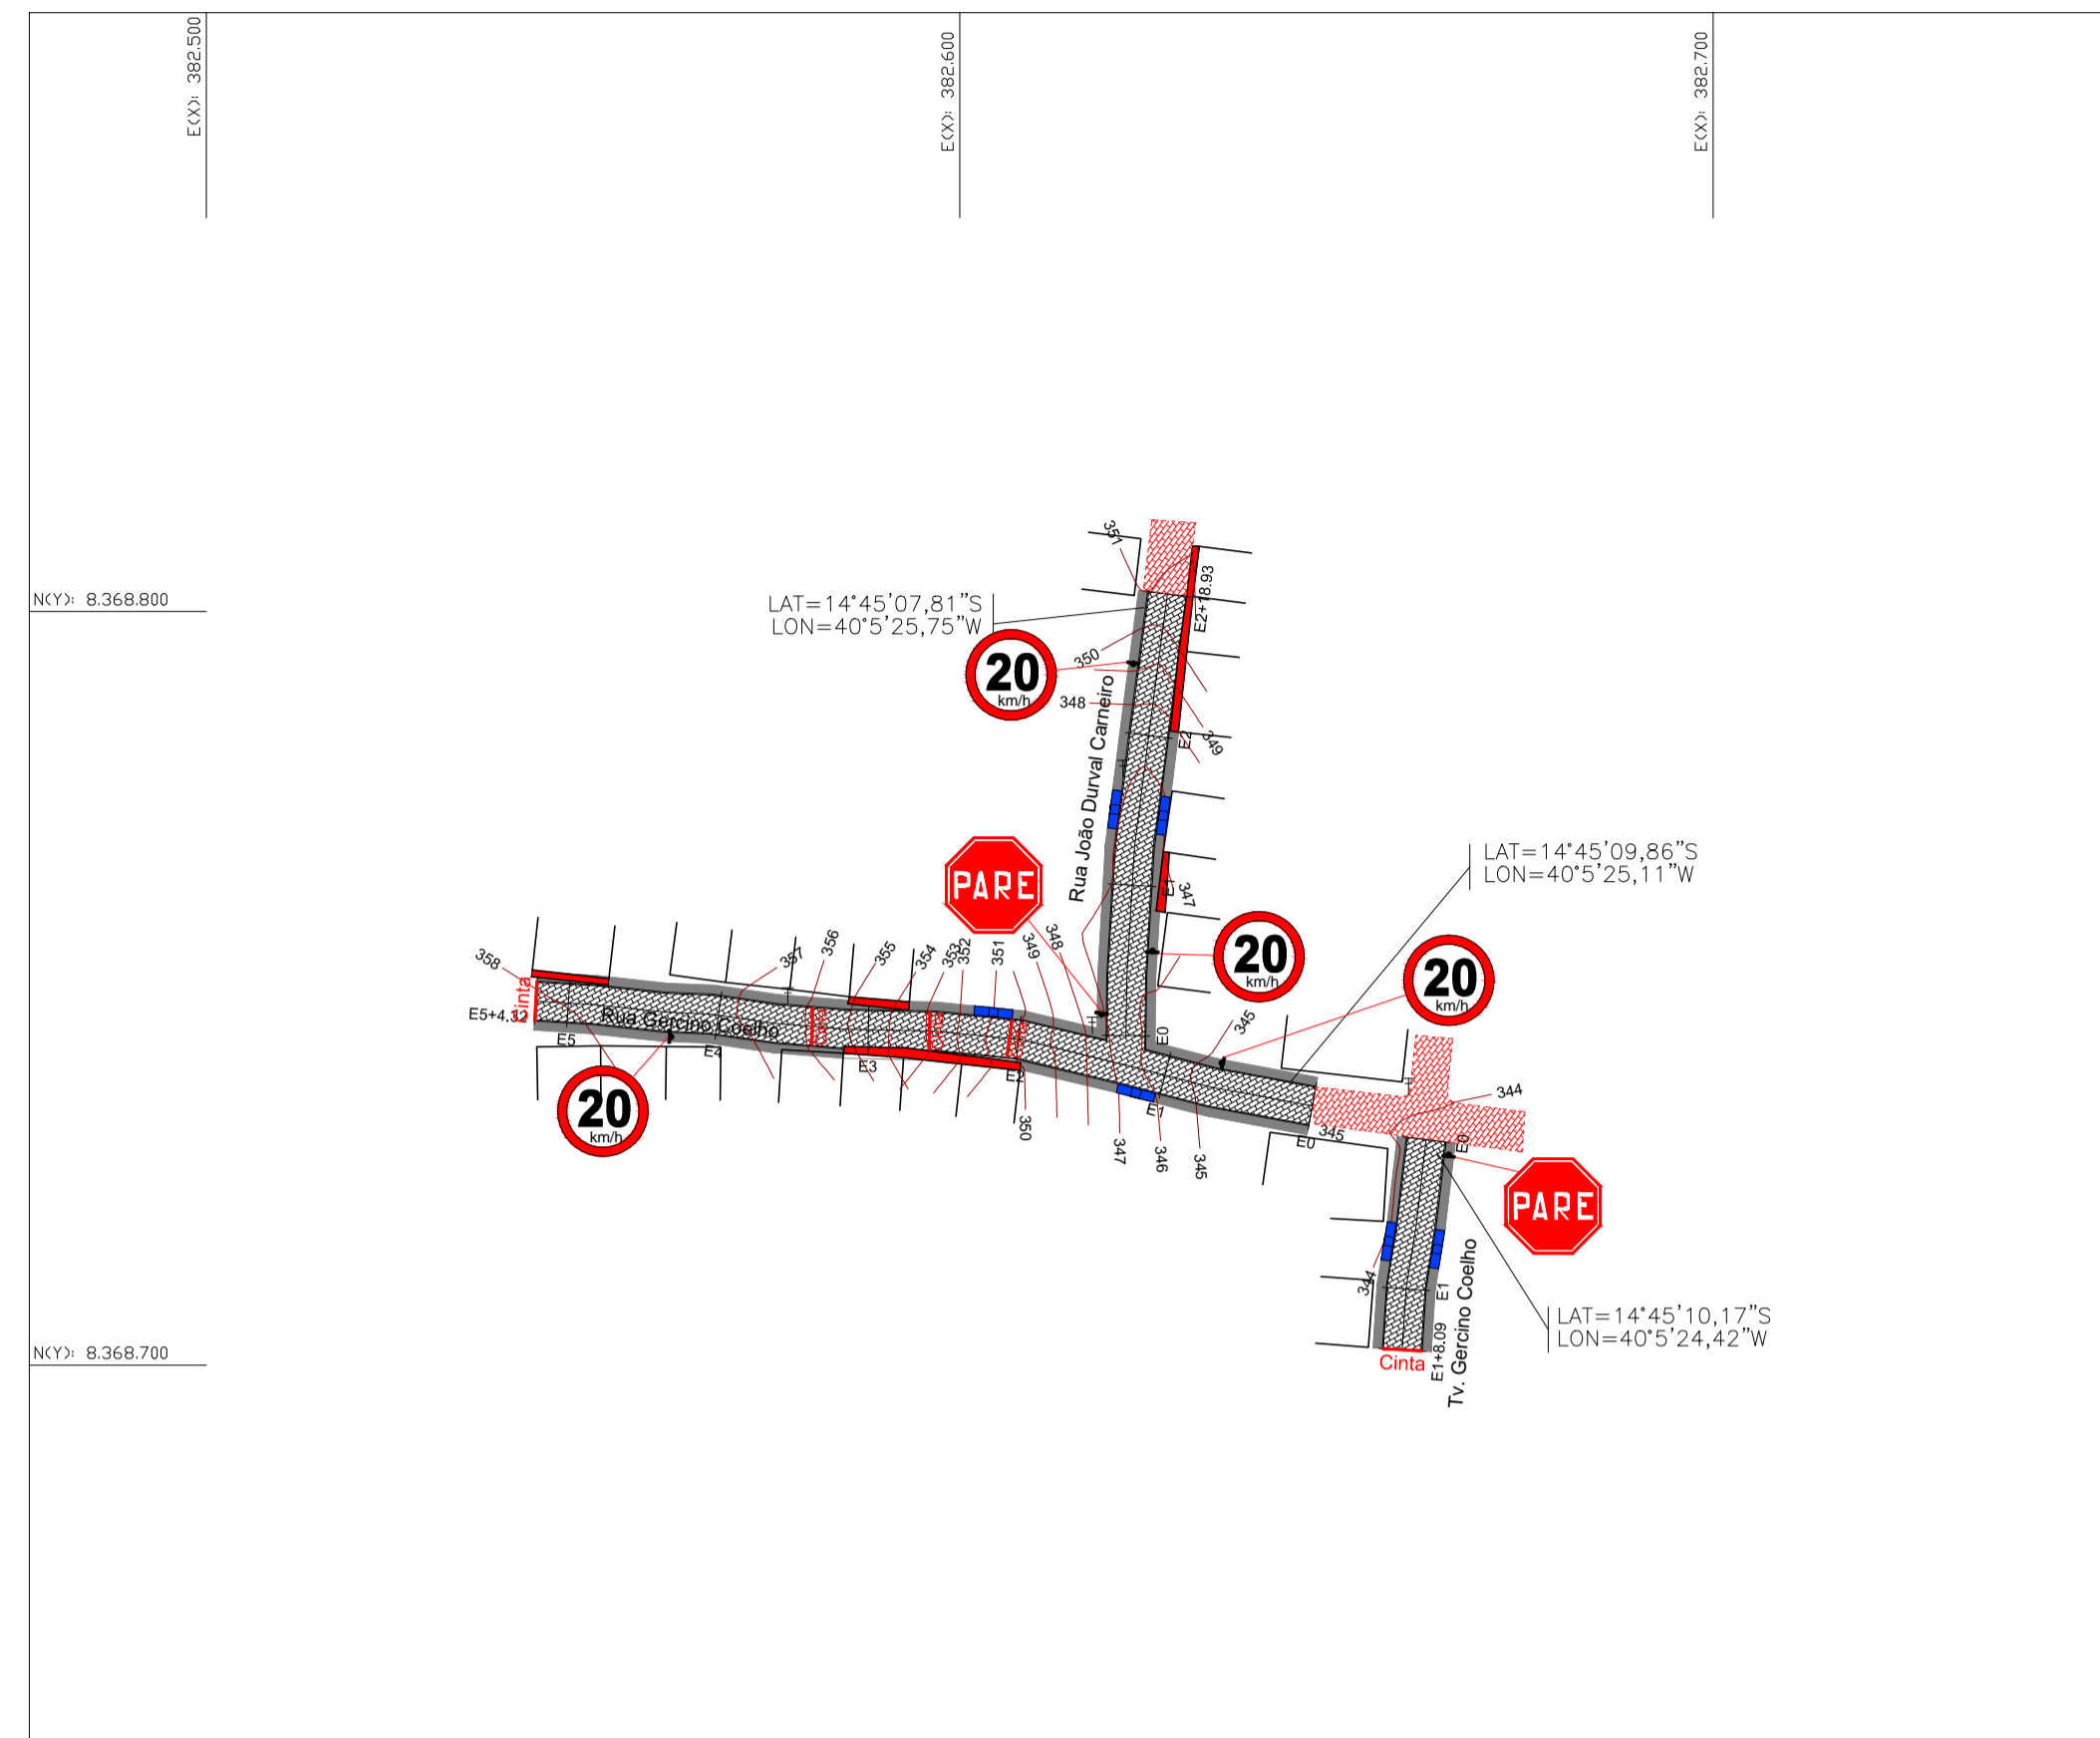 E(X): 382.500
E(X): 382.600
E(X): 382.700
N(Y): 8.368.800
N(Y): 8.368.700
351
E2+18.93
LAT=14°45'07,81"S
LON=40°5'25,75"W
20
km/h
350
348
349
E2
Rua João Durval Carneiro
PARE
E1
347
20
km/h
LAT=14°45'09,86"S
LON=40°5'25,11"W
20
km/h
358
357
356
355
354
353
352
351
349
348
Cinta
E5+4.32
Rua Gercino Coelho
Cinta
Cinta
Cinta
E0
345
E5
E4
E3
E2
E1
E0
345
20
km/h
350
347
346
345
344
E0
PARE
344
E1
Tv. Gercino Coelho
E1+8.09
Cinta
LAT=14°45'10,17"S
LON=40°5'24,42"W